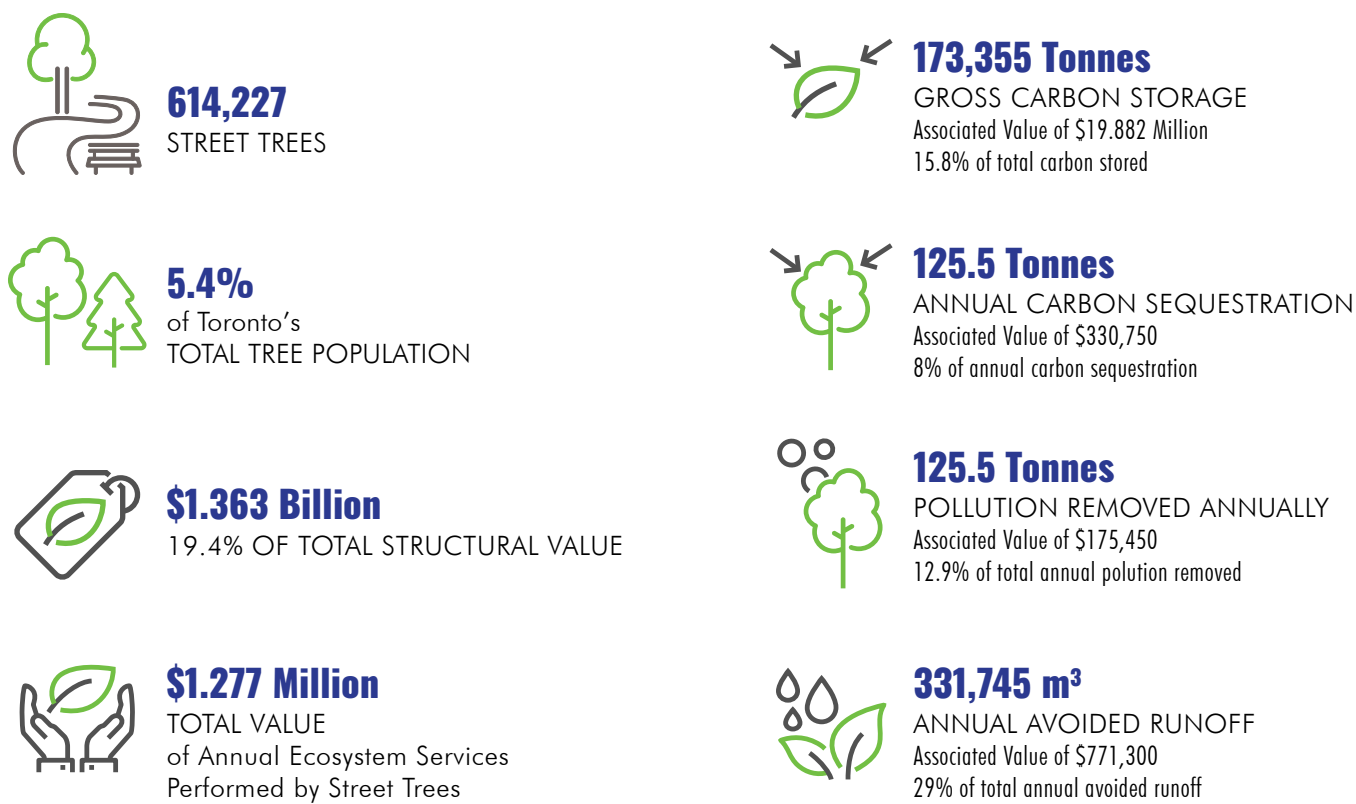 614,227
STREET TREES
5.4%
of Toronto's
TOTAL TREE POPULATION
$1.363 Billion
19.4% OF TOTAL STRUCTURAL VALUE
$1.277 Million
TOTAL VALUE
of Annual Ecosystem Services
Performed by Street Trees
173,355 Tonnes
GROSS CARBON STORAGE
Associated Value of $19.882 Million
15.8% of total carbon stored
125.5 Tonnes
ANNUAL CARBON SEQUESTRATION
Associated Value of $330,750
8% of annual carbon sequestration
125.5 Tonnes
POLLUTION REMOVED ANNUALLY
Associated Value of $175,450
12.9% of total annual polution removed
331,745 m³
ANNUAL AVOIDED RUNOFF
Associated Value of $771,300
29% of total annual avoided runoff